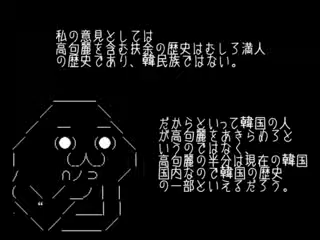 私の意見としては
高句麗を含お扶余の歴史はむしろ満人
の歴史であり、韓民族ではない。
だからといって韓国の人
が高句麗をあきらめろと
いうのではなく
高句麗の半分は現在の韓国
国内なので韓国の歴史
の一部といえるだろう。